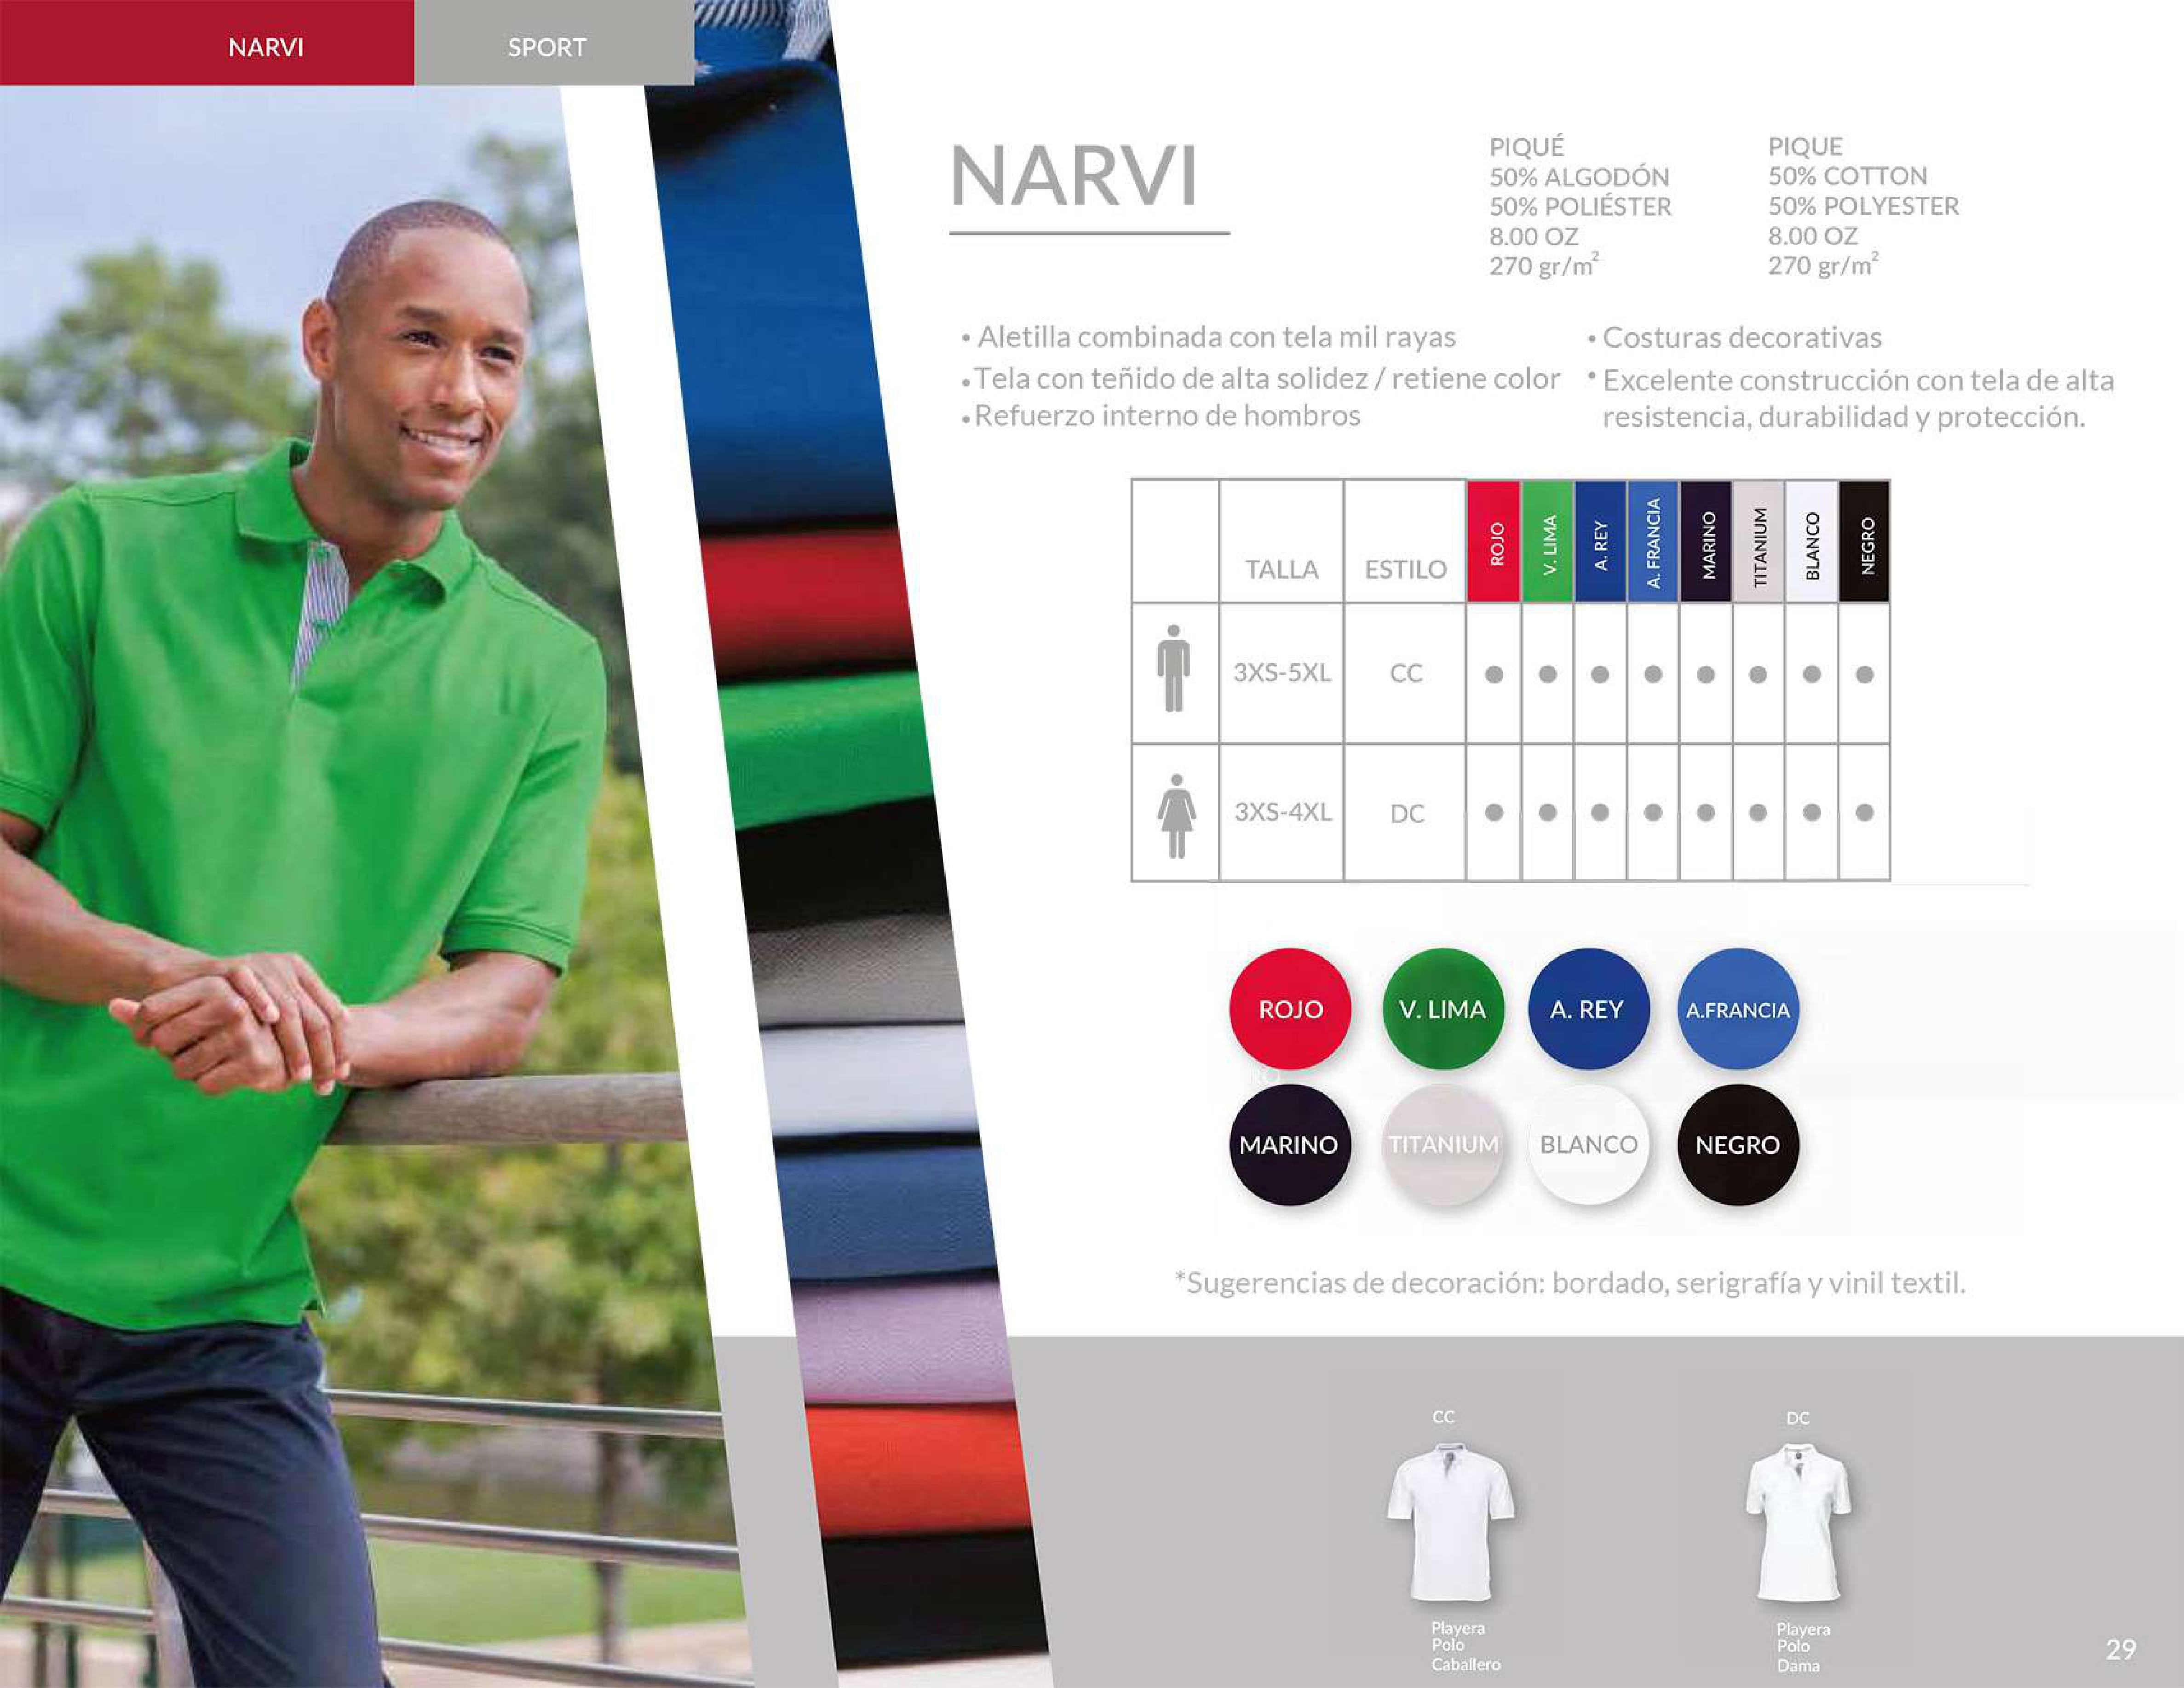 NARVI
SPORT
NARVI
PIQUÉ
50% ALGODÓN
50% POLIÉSTER
8.00 OZ
270 gr/m²
PIQUE
50% COTTON
50% POLYESTER
8.00 OZ
270 gr/m²
• Aletilla combinada con tela mil rayas
• Tela con teñido de alta solidez / retiene color
• Refuerzo interno de hombros
• Costuras decorativas
• Excelente construcción con tela de alta
resistencia, durabilidad y protección.
TALLA ESTILO ROJO V. LIMA A. REY A. FRANCIA MARINO TITANIUM BLANCO NEGRO
3XS-5XL CC
3XS-4XL DC
ROJO V. LIMA A. REY A.FRANCIA
MARINO TITANIUM BLANCO NEGRO
*Sugerencias de decoración: bordado, serigrafía y vinil textil.
CC
Playera
Polo
Caballero
DC
Playera
Polo
Dama
29